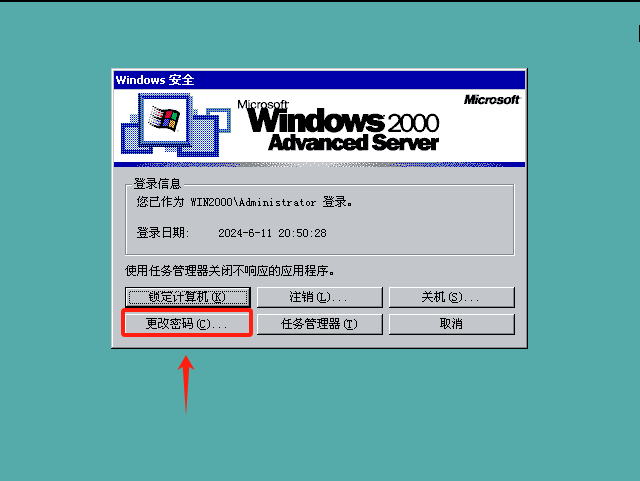 Windows 安全
Microsoft
Microsoft
Windows 2000
Advanced Server
登录信息
您已作为 WIN2000\Administrator 登录。
登录日期: 2024-6-11 20:50:28
使用任务管理器关闭不响应的应用程序。
锁定计算机(K) 注销(L)... 关机(S)...
更改密码(C)... 任务管理器(T) 取消